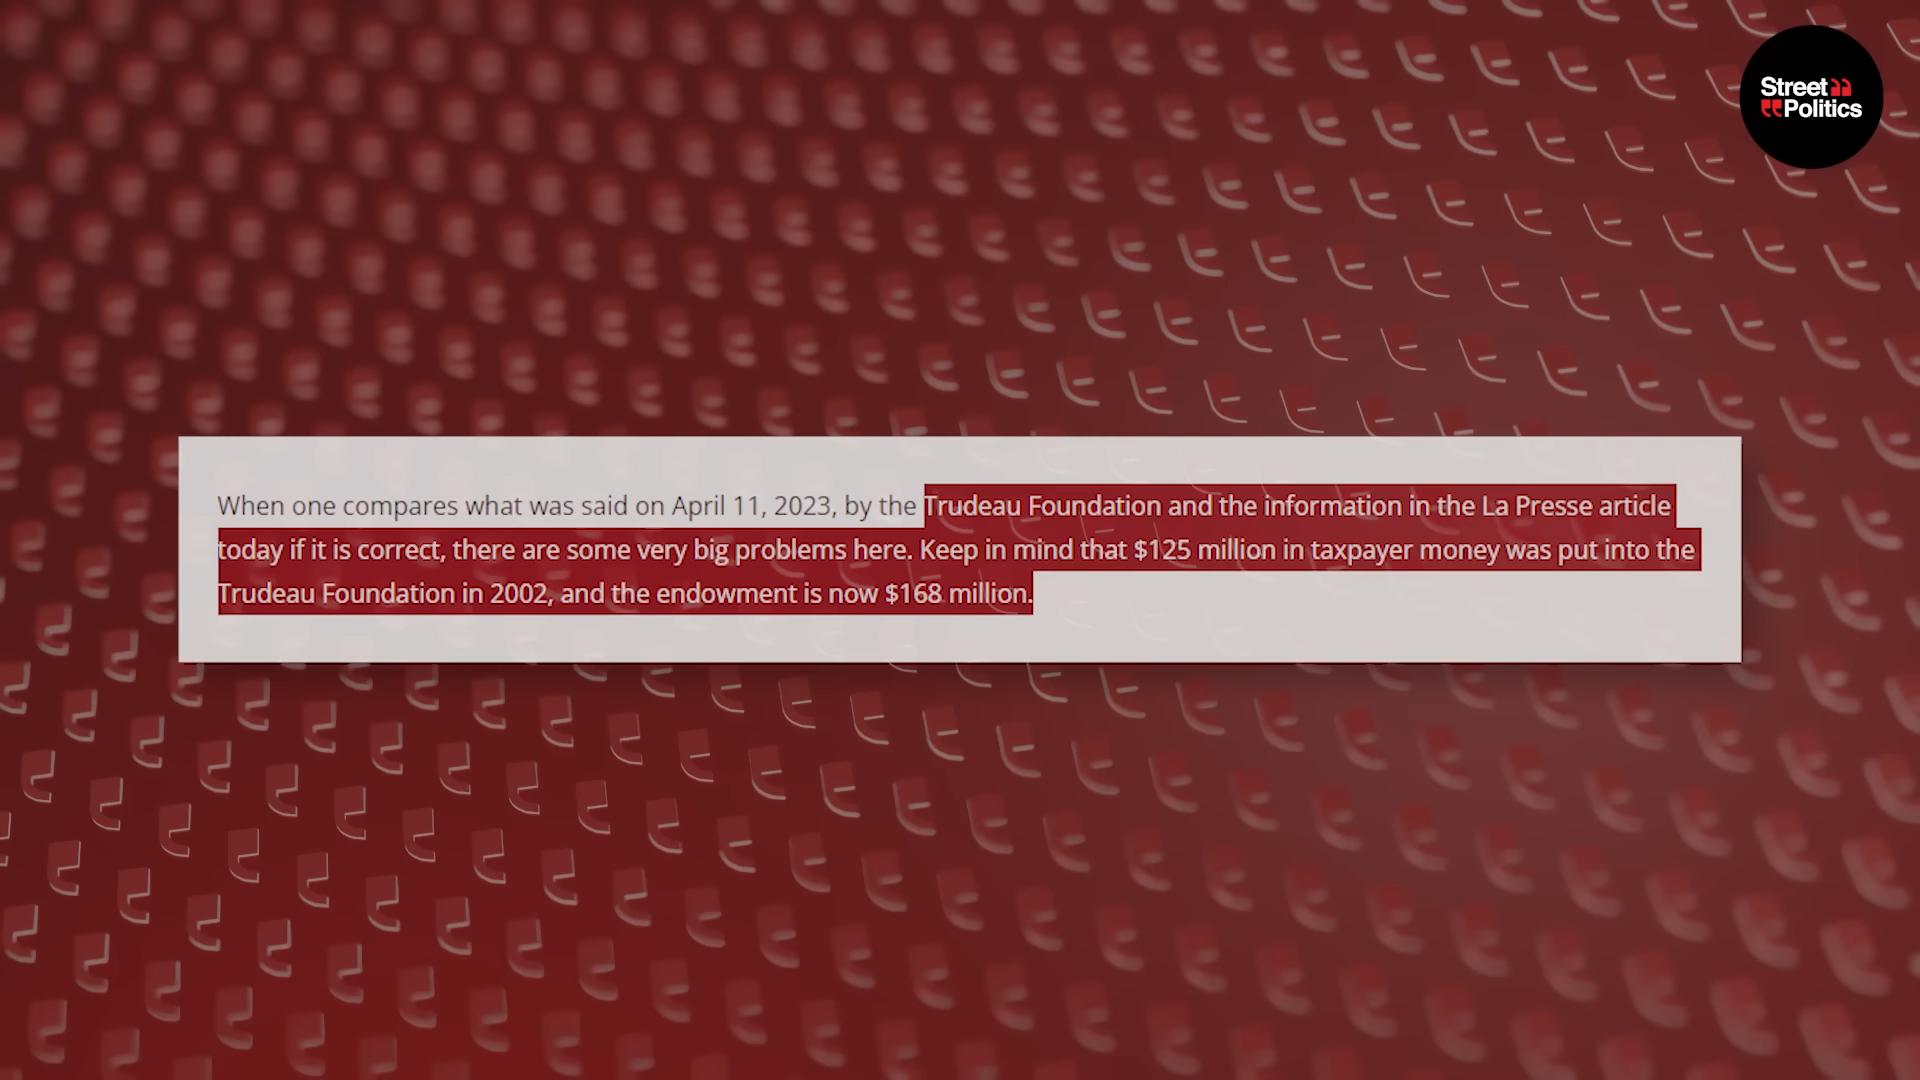 Street
Politics
When one compares what was said on April 11, 2023, by the Trudeau Foundation and the information in the La Presse article
today if it is correct, there are some very big problems here. Keep in mind that $125 million in taxpayer money was put into the
Trudeau Foundation in 2002, and the endowment is now $168 million.